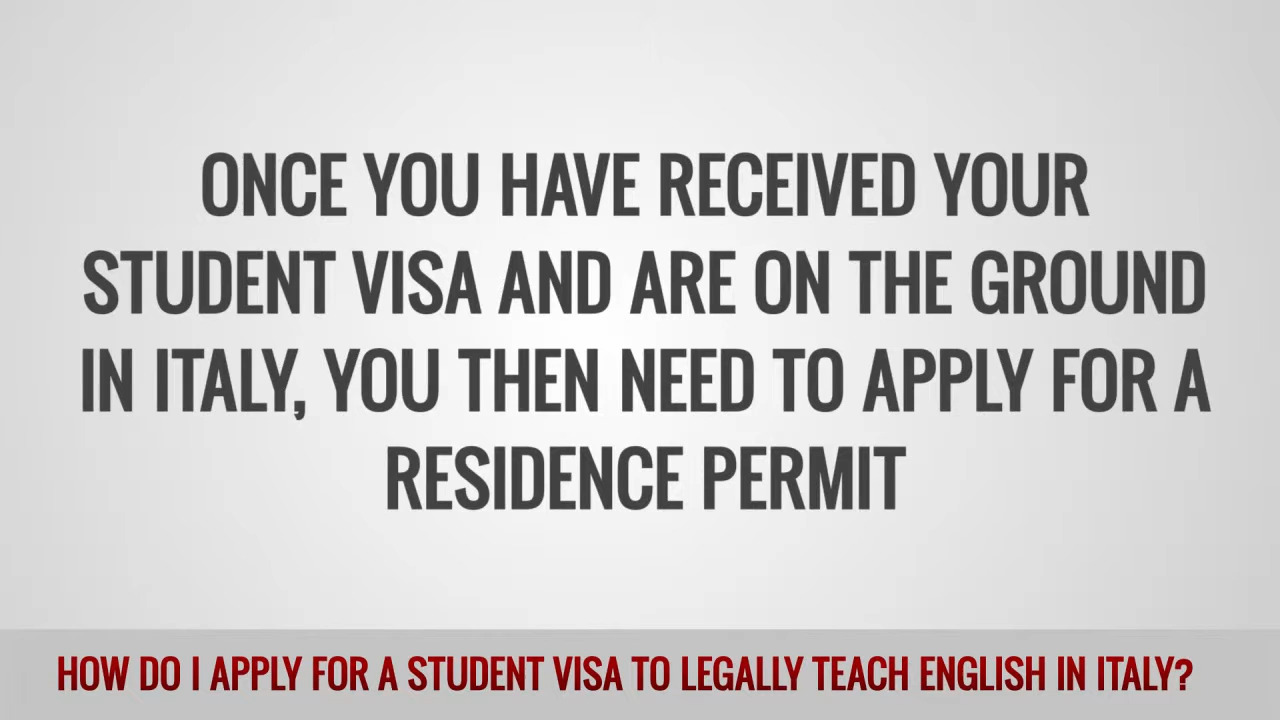 ONCE YOU HAVE RECEIVED YOUR
STUDENT VISA AND ARE ON THE GROUND
IN ITALY, YOU THEN NEED TO APPLY FOR A
RESIDENCE PERMIT
HOW DO I APPLY FOR A STUDENT VISA TO LEGALLY TEACH ENGLISH IN ITALY?